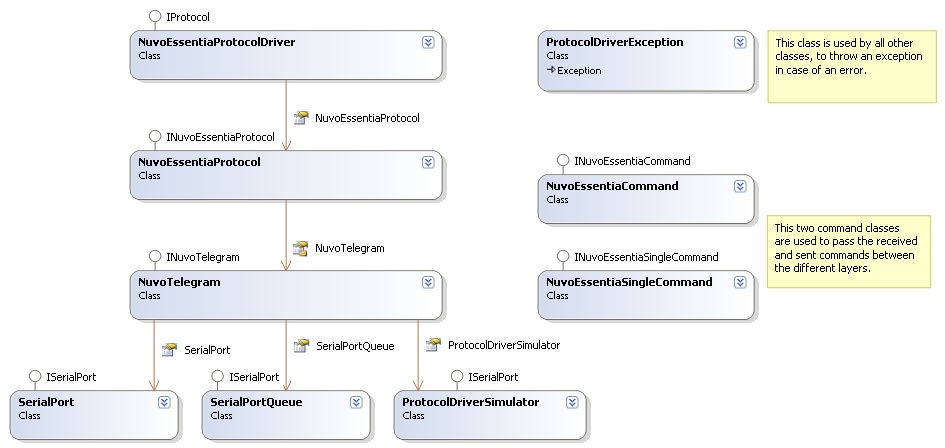 IProtocol
NuvoEssentiaProtocolDriver
Class
NuvoEssentiaProtocol
INuvoEssentiaProtocol
NuvoEssentiaProtocol
Class
NuvoTelegram
INuvoTelegram
NuvoTelegram
Class
SerialPort
SerialPortQueue
ProtocolDriverSimulator
ISerialPort
SerialPort
Class
ISerialPort
SerialPortQueue
Class
ISerialPort
ProtocolDriverSimulator
Class
ProtocolDriverException
Class
Exception
This class is used by all other
classes, to throw an exception
in case of an error.
INuvoEssentiaCommand
NuvoEssentiaCommand
Class
INuvoEssentiaSingleCommand
NuvoEssentiaSingleCommand
Class
This two command classes
are used to pass the received
and sent commands between
the different layers.